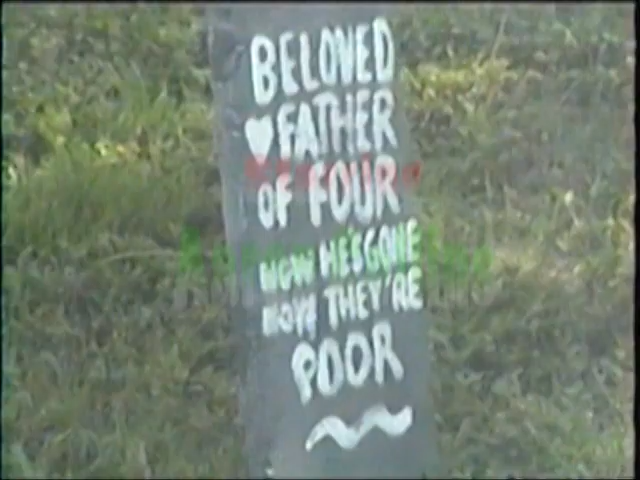 BELOVED
♥FATHER
OF FOUR
NOW HE'S GONE
NOW THEY'RE
POOR